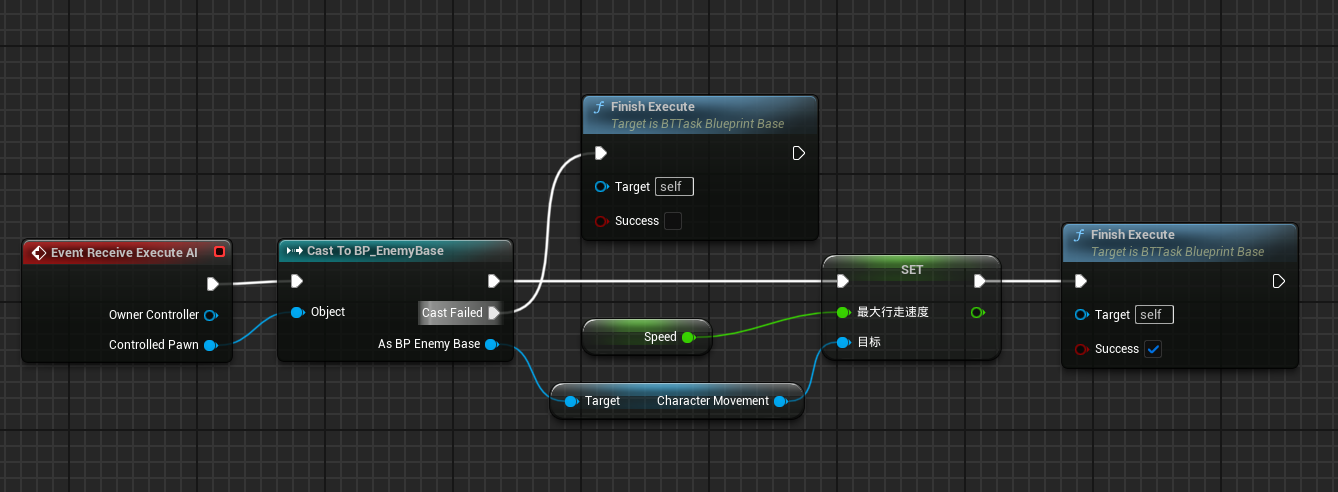 Event Receive Execute AI
Owner Controller
Controlled Pawn
Cast To BP_EnemyBase
Object
Cast Failed
As BP Enemy Base
Finish Execute
Target is BTTask Blueprint Base
Target self
Success
Speed
Target Character Movement
SET
最大行走速度
目标
Finish Execute
Target is BTTask Blueprint Base
Target self
Success